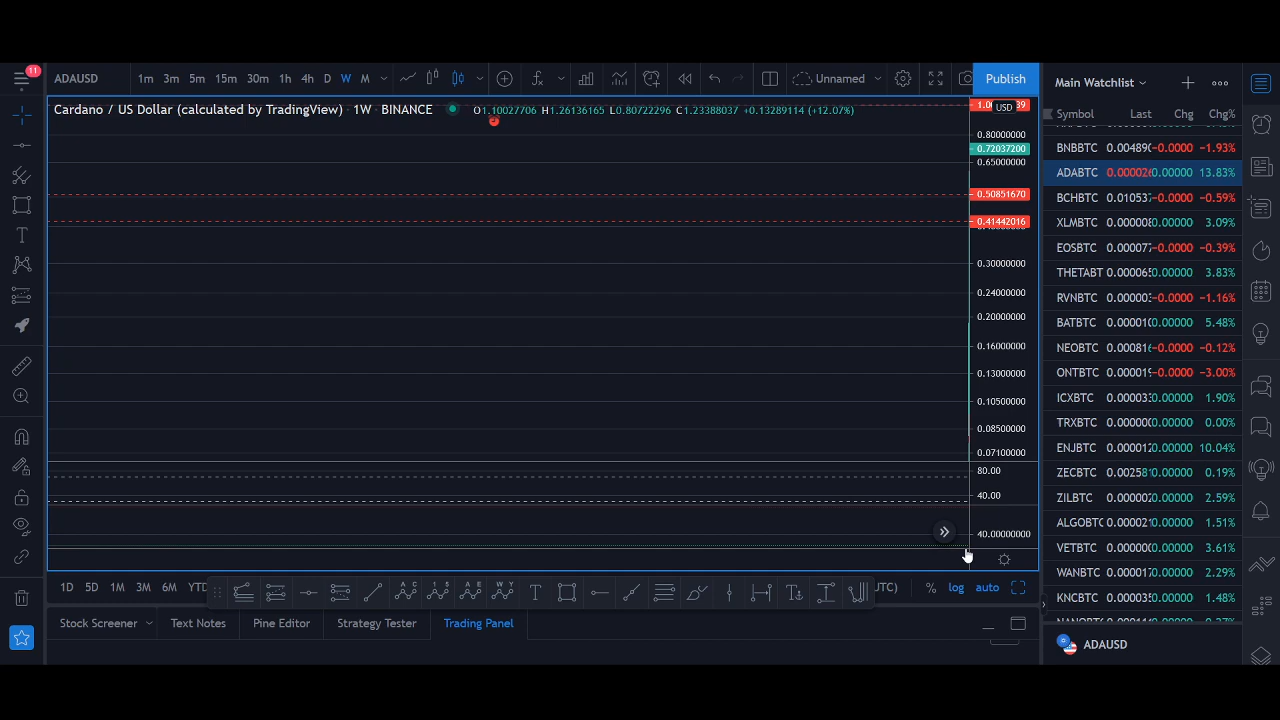 11
ADAUSD
1m 3m 5m 15m 30m 1h 4h D W M
Unnamed
Publish
Main Watchlist
Cardano / US Dollar (calculated by TradingView) · 1W · BINANCE
O1.10027706 H1.26136165 L0.80722296 C1.23388037 +0.13289114 (+12.07%)
USD
0.80000000
0.72037200
0.65000000
0.50851670
0.41442016
0.30000000
0.24000000
0.20000000
0.16000000
0.13000000
0.10500000
0.08500000
0.07100000
80.00
40.00
40.00000000
Symbol Last Chg Chg%
BNBBTC 0.00489 -0.0000 -1.93%
ADABTC 0.00002 0.00000 13.83%
BCHBTC 0.01053 -0.0000 -0.59%
XLMBTC 0.00000 0.00000 3.09%
EOSBTC 0.00007 -0.0000 -0.39%
THETABT 0.00006 0.00000 3.83%
RVNBTC 0.00000 -0.0000 -1.16%
BATBTC 0.00001 0.00000 5.48%
NEOBTC 0.00081 -0.0000 -0.12%
ONTBTC 0.00001 -0.0000 -3.00%
ICXBTC 0.00003 0.00000 1.90%
TRXBTC 0.00000 0.00000 0.00%
ENJBTC 0.00001 0.00000 10.04%
ZECBTC 0.00258 0.00000 0.19%
ZILBTC 0.00000 0.00000 2.59%
ALGOBTC 0.00002 0.00000 1.51%
VETBTC 0.00000 0.00000 3.61%
WANBTC 0.00001 0.00000 2.29%
KNCBTC 0.00003 0.00000 1.48%
1D 5D 1M 3M 6M YTD
UTC) % log auto
Stock Screener Text Notes Pine Editor Strategy Tester Trading Panel
ADAUSD